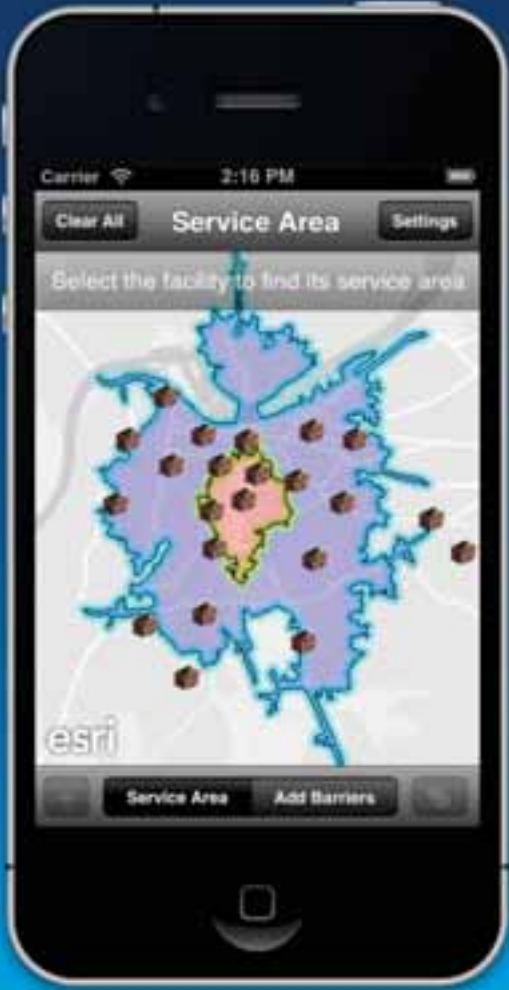 Carrier 2:16 PM
Clear All Service Area Settings
Select the facility to find its service area
esri
Service Area Add Barriers